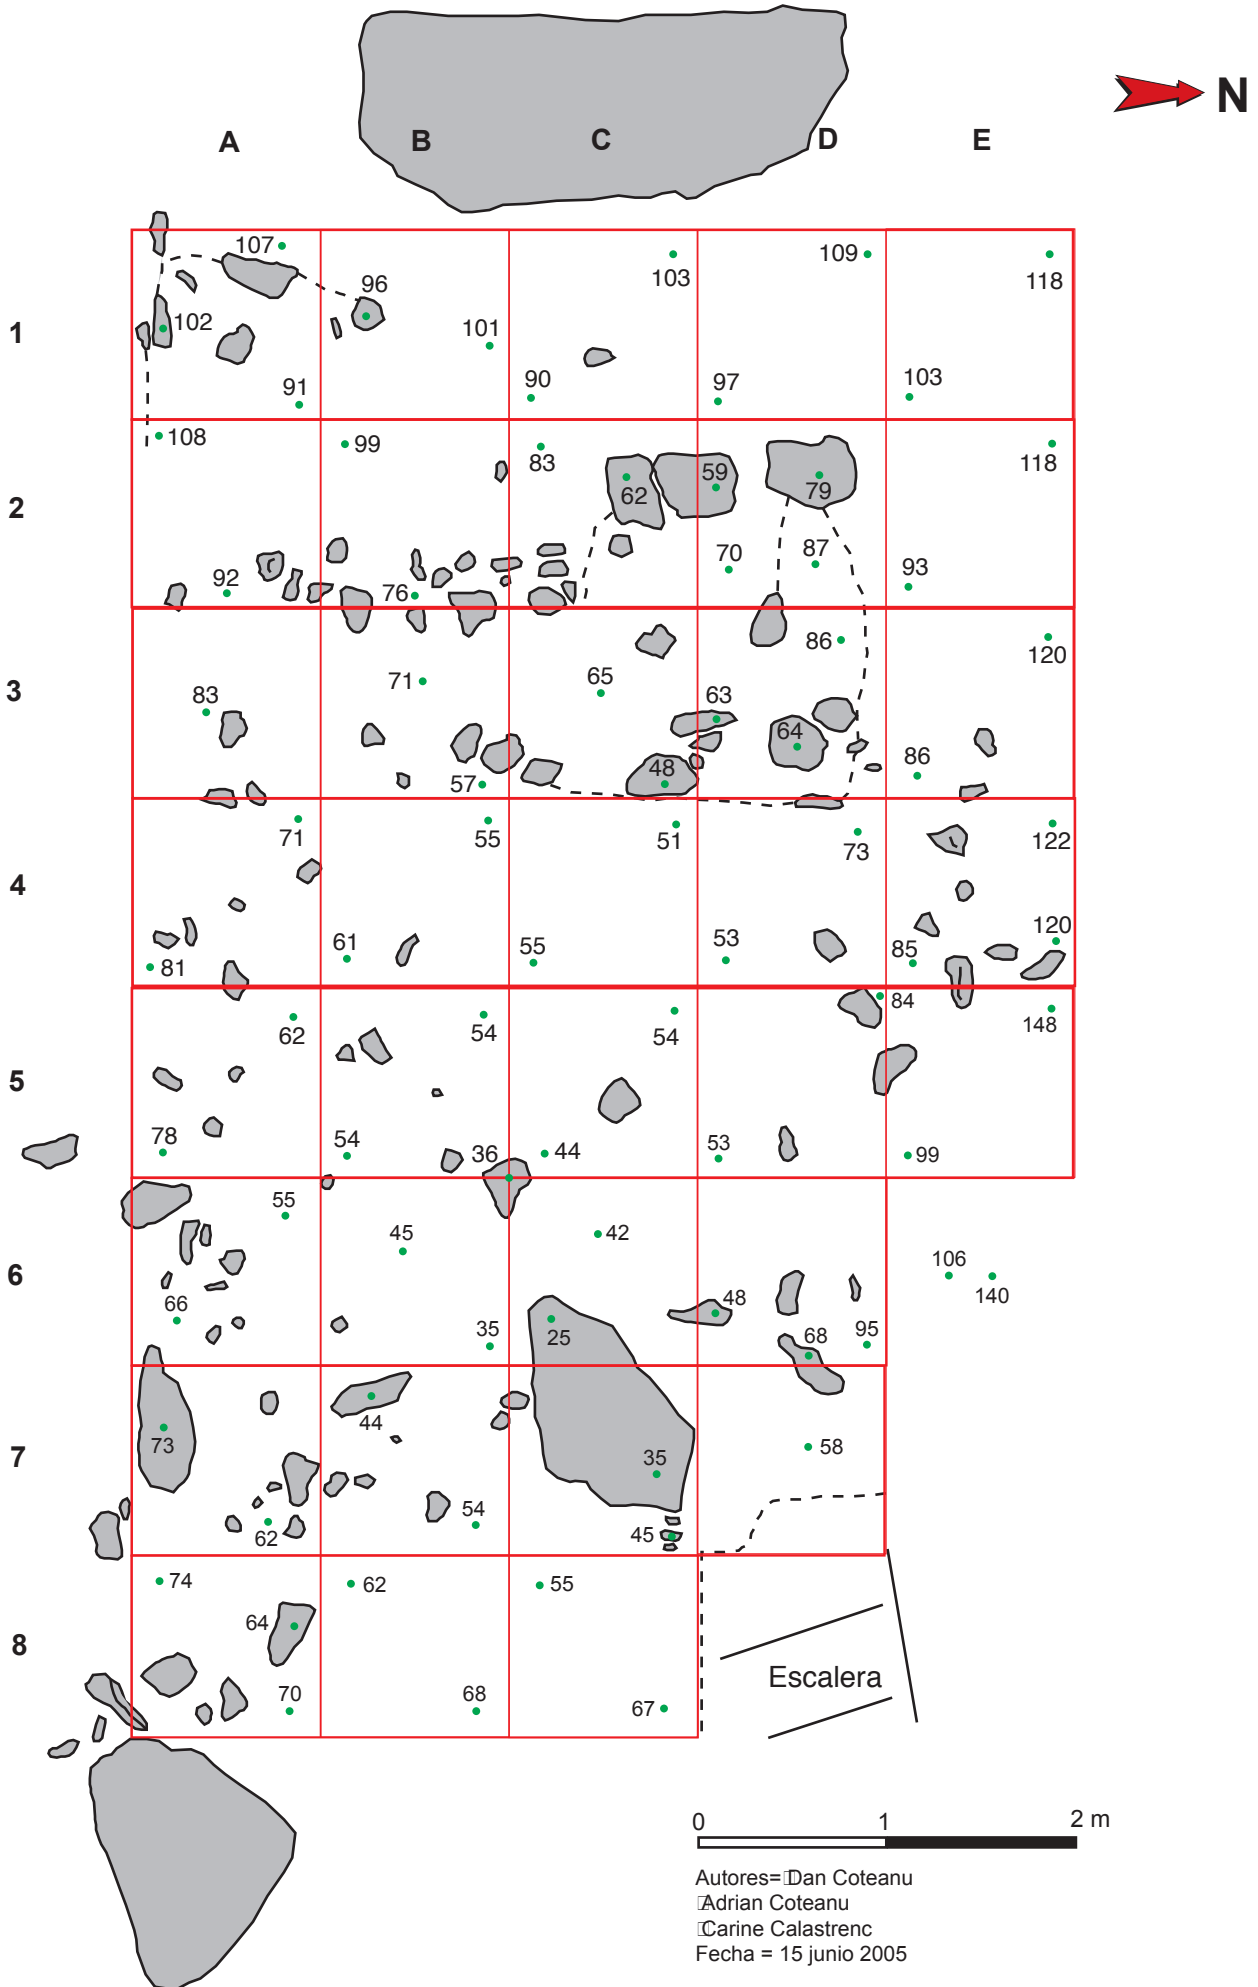 N
A B C D E
107 96 103 109 118
1 102 101
91 90 97 103
108 99 83 118
2 62 59 79
92 76 70 87 93
86 120
3 83 71 65 63 64
57 48 86
71 55 51 73 122
4
81 61 55 53 85 120
84
62 54 54 148
5
78 54 36 44 53 99
55 45 42 106
6 140
66 35 25 48 68 95
44
7 73 35 58
62 54 45
74 62 55
8 64
70 68 67
Escalera
0 1 2 m
Autores= Dan Coteanu
Adrian Coteanu
Carine Calastrenc
Fecha = 15 junio 2005